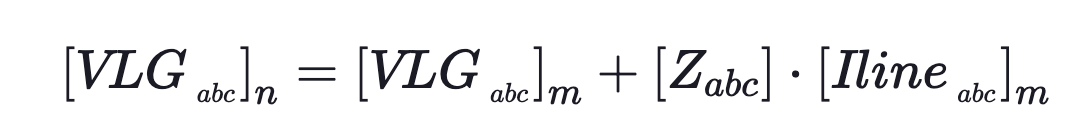 [VLG abc]n = [VLG abc]m + [Zabc] · [Iline abc]m